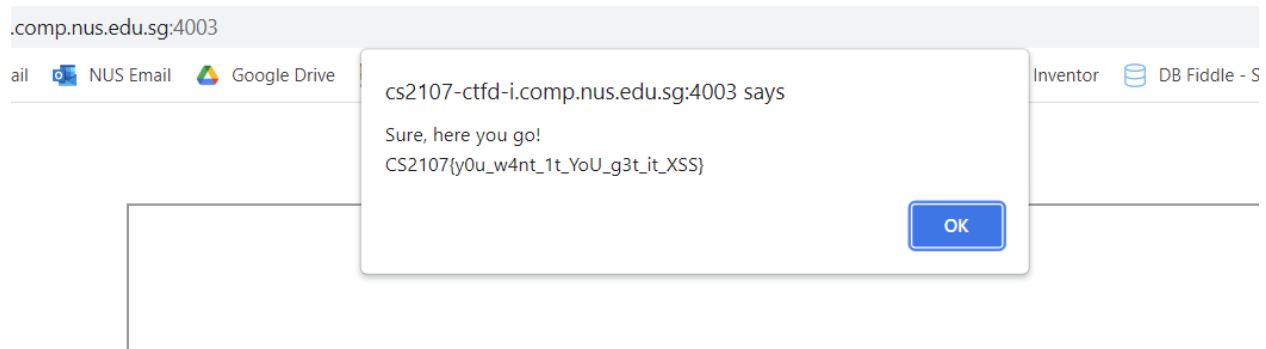 .comp.nus.edu.sg:4003
ail NUS Email Google Drive Inventor DB Fiddle - S
cs2107-ctfd-i.comp.nus.edu.sg:4003 says
Sure, here you go!
CS2107{y0u_w4nt_1t_YoU_g3t_it_XSS}
OK